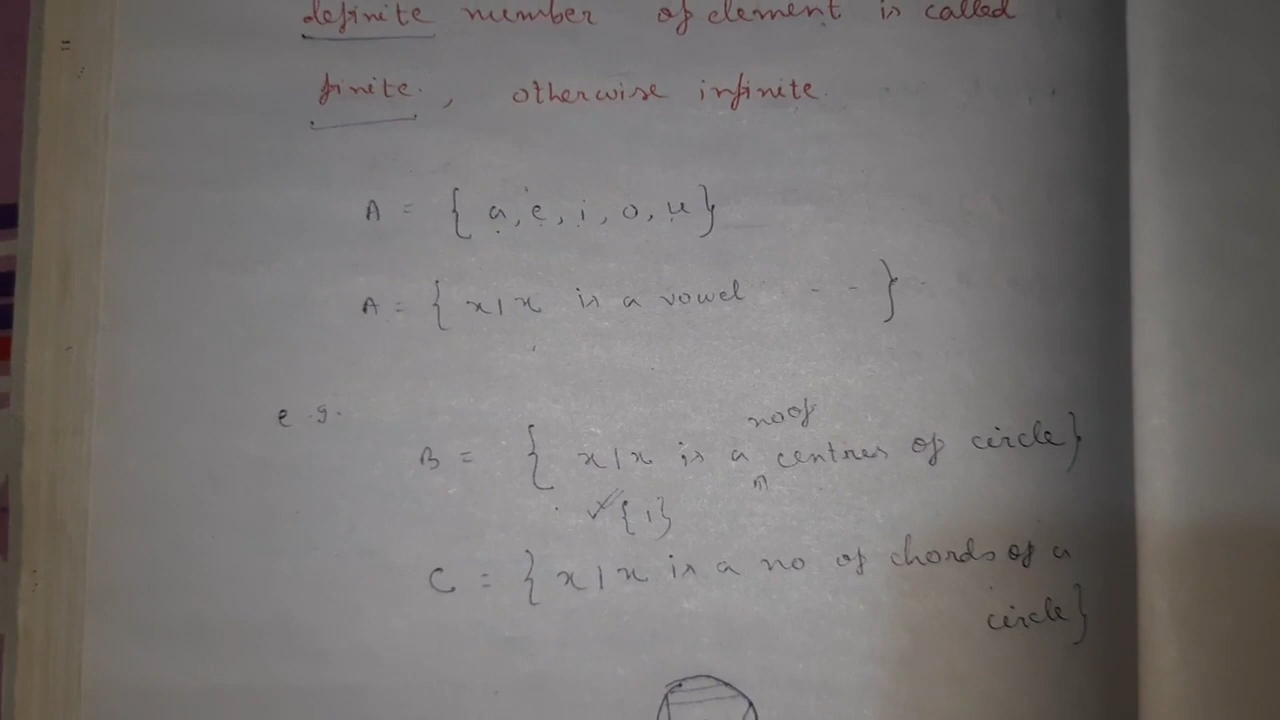 definite number of element is called
finite. , otherwise infinite.
A = { a, e, i, o, u}
A = { x | x is a vowel - - }
e.g.
no of
B = { x | x is a centres of circle}
{1}
C = { x | x is a no of chords of a
circle}